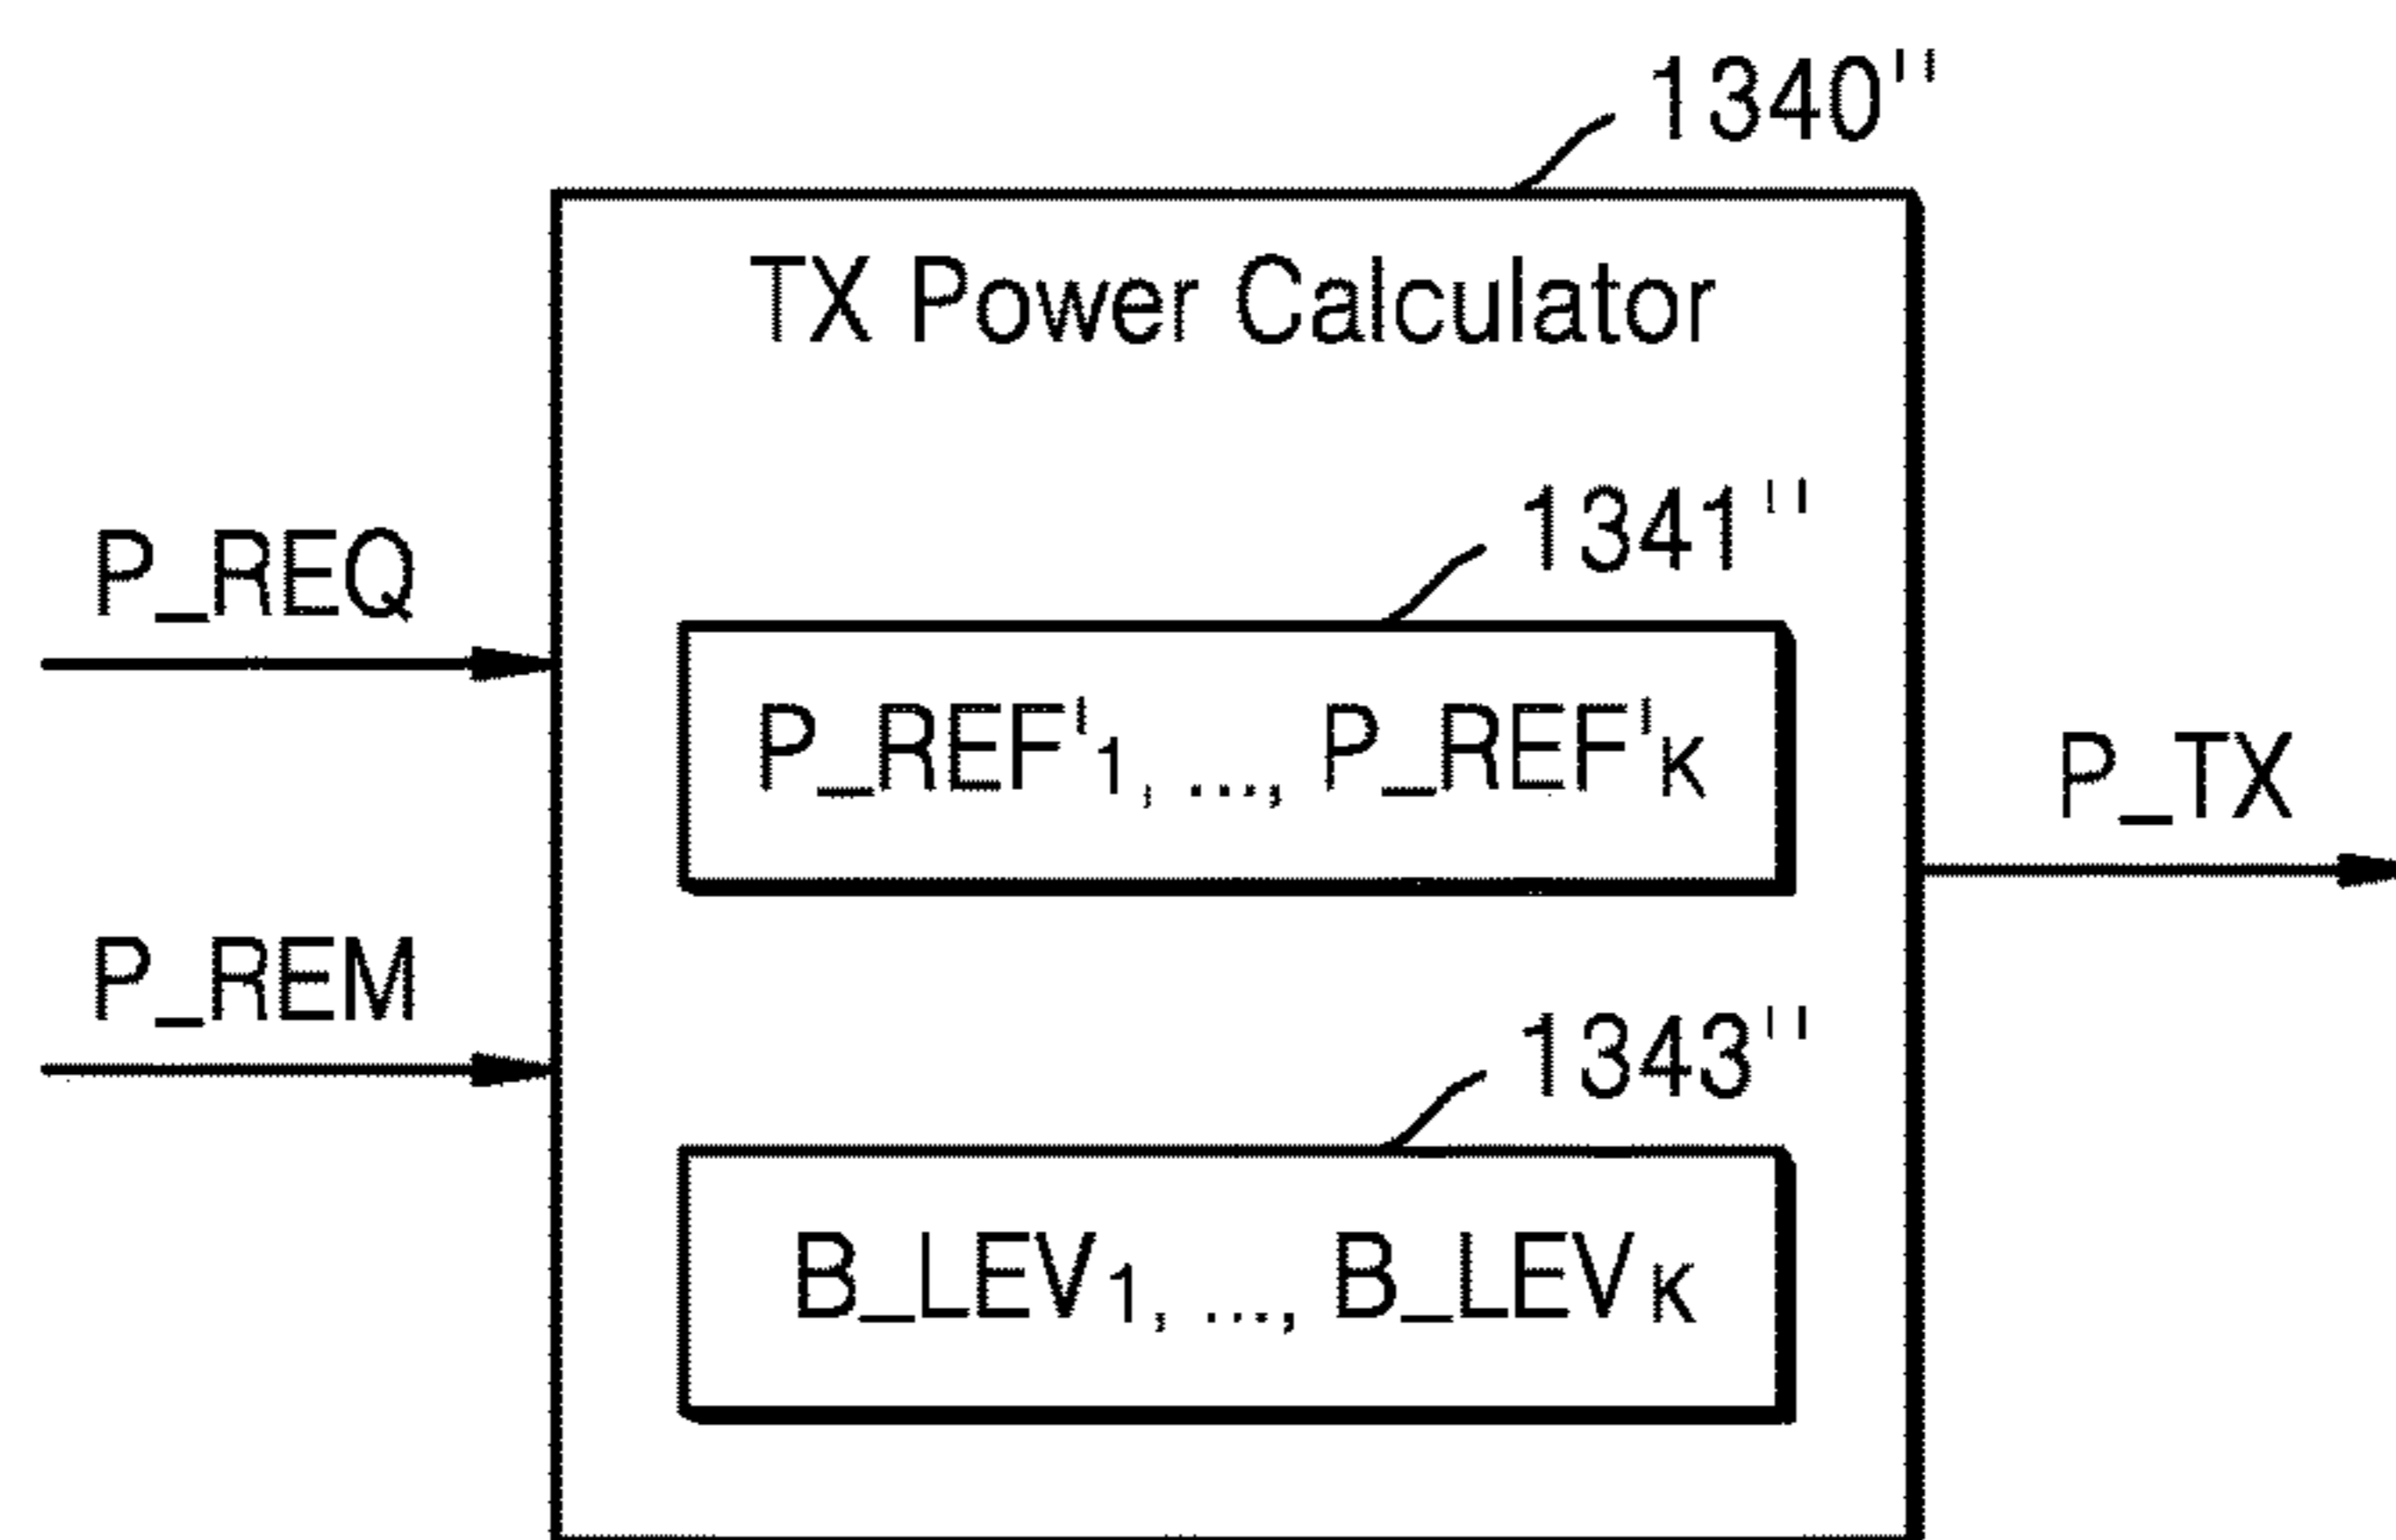 1340''
TX Power Calculator
1341''
P_REQ
P_REF'1, ..., P_REF'K
P_TX
P_REM
1343''
B_LEV1, ..., B_LEVK